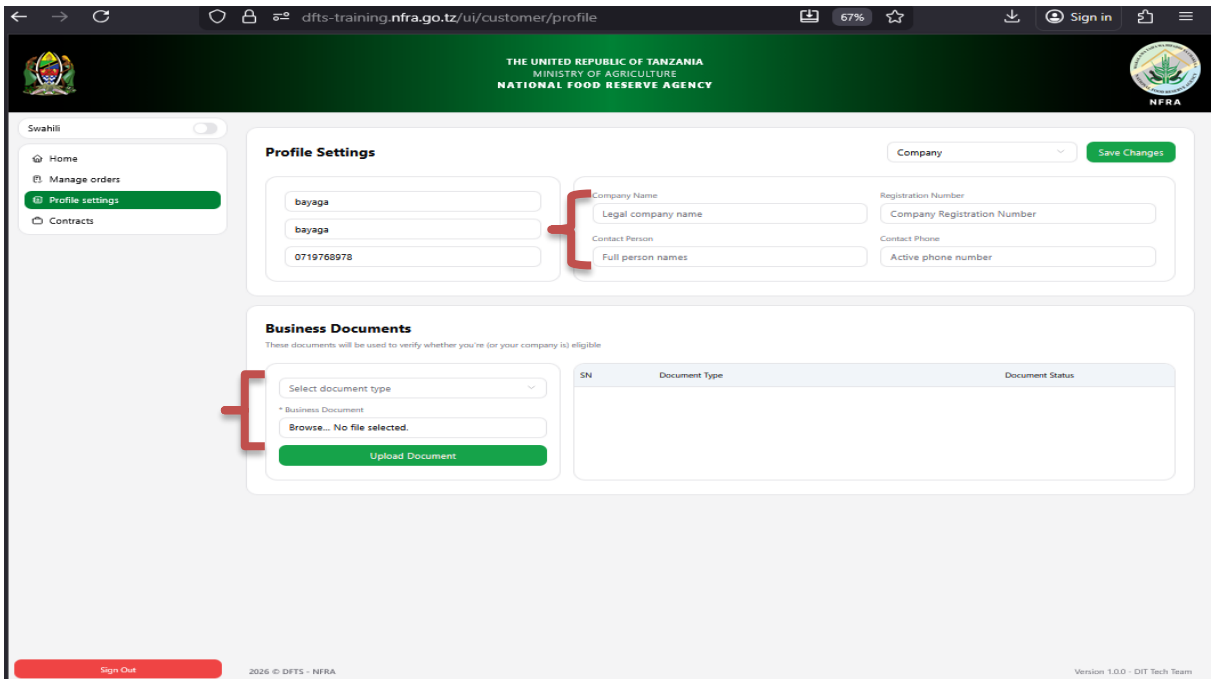 dfts-training.nfra.go.tz/ui/customer/profile
67%
Sign in
THE UNITED REPUBLIC OF TANZANIA
MINISTRY OF AGRICULTURE
NATIONAL FOOD RESERVE AGENCY
NFRA
Swahili
Home
Manage orders
Profile settings
Contracts
Profile Settings
Company
Save Changes
bayaga
bayaga
0719768978
Company Name
Legal company name
Registration Number
Company Registration Number
Contact Person
Full person names
Contact Phone
Active phone number
Business Documents
These documents will be used to verify whether you're (or your company is) eligible
Select document type
* Business Document
Browse... No file selected.
Upload Document
SN Document Type Document Status
Sign Out
2026 © DFTS - NFRA
Version 1.0.0 - DIT Tech Team